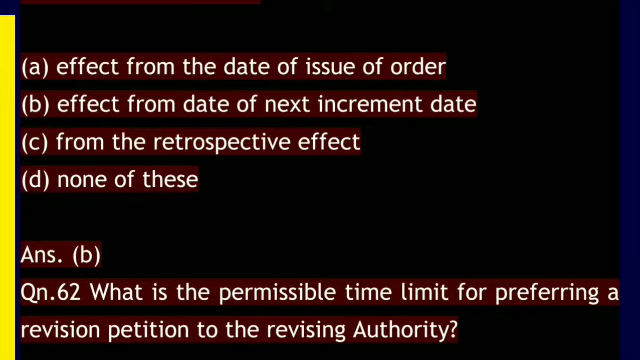 (a) effect from the date of issue of order
(b) effect from date of next increment date
(c) from the retrospective effect
(d) none of these
Ans. (b)
Qn.62 What is the permissible time limit for preferring a
revision petition to the revising Authority?